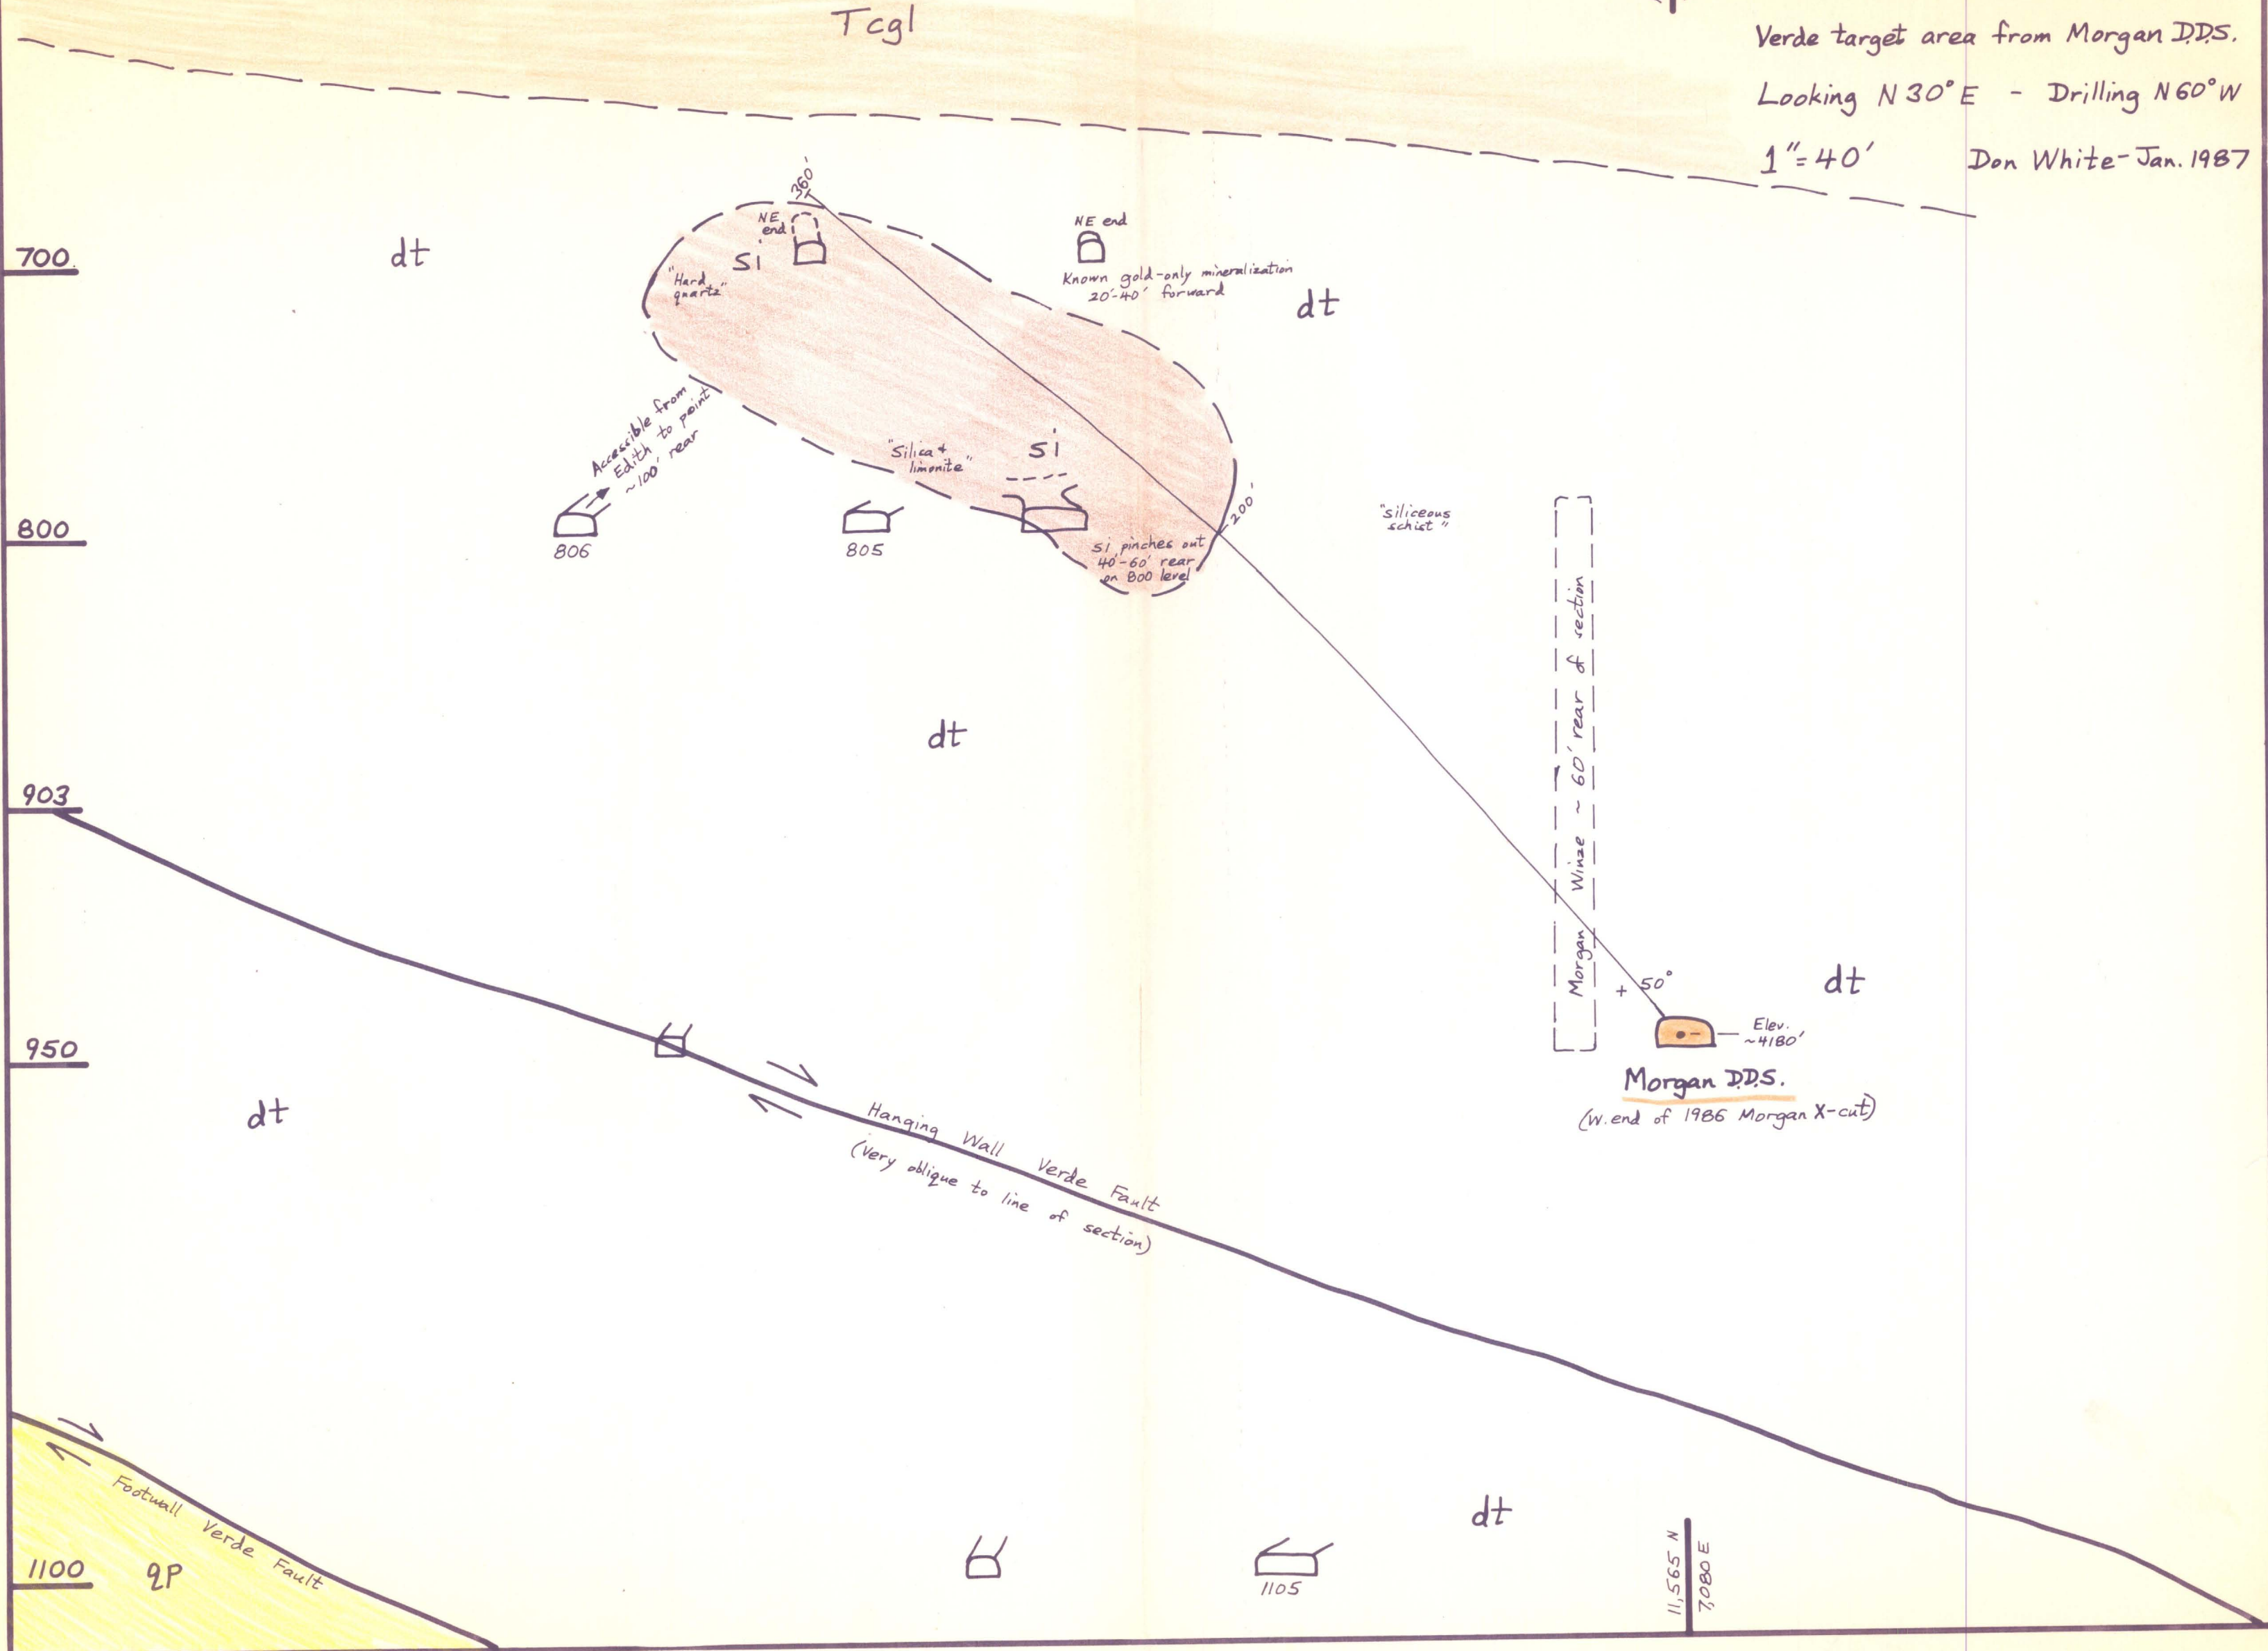 Tcgl
Verde target area from Morgan D.D.S.
Looking N 30° E - Drilling N 60° W
1" = 40' Don White - Jan. 1987
360'
NE
end
NE end
700
dt
Si
"Hard
quartz"
Known gold-only mineralization
20'-40' forward
dt
Accessible from
Edith to point
~100' rear
"Silica +
limonite"
Si
200'
"siliceous
schist"
800
806
805
Si pinches out
40'-60' rear
on 800 level
Morgan Winze ~ 60' rear of section
dt
903
+ 50°
dt
Elev.
~4180'
950
Morgan D.D.S.
(W. end of 1986 Morgan X-cut)
dt
Hanging Wall Verde Fault
(Very oblique to line of section)
Footwall Verde Fault
dt
1100
qp
1105
11,565 N
7,080 E